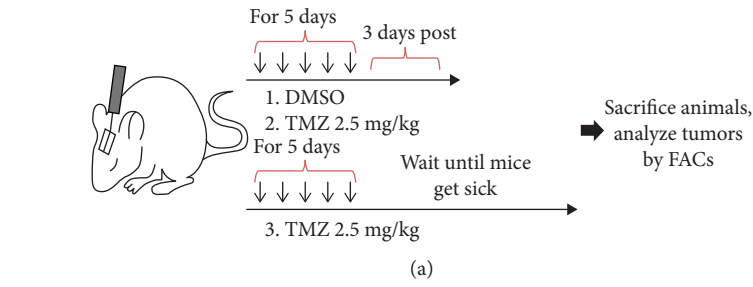 For 5 days
3 days post
1. DMSO
2. TMZ 2.5 mg/kg
For 5 days
Wait until mice
get sick
3. TMZ 2.5 mg/kg
Sacrifice animals,
analyze tumors
by FACs
(a)